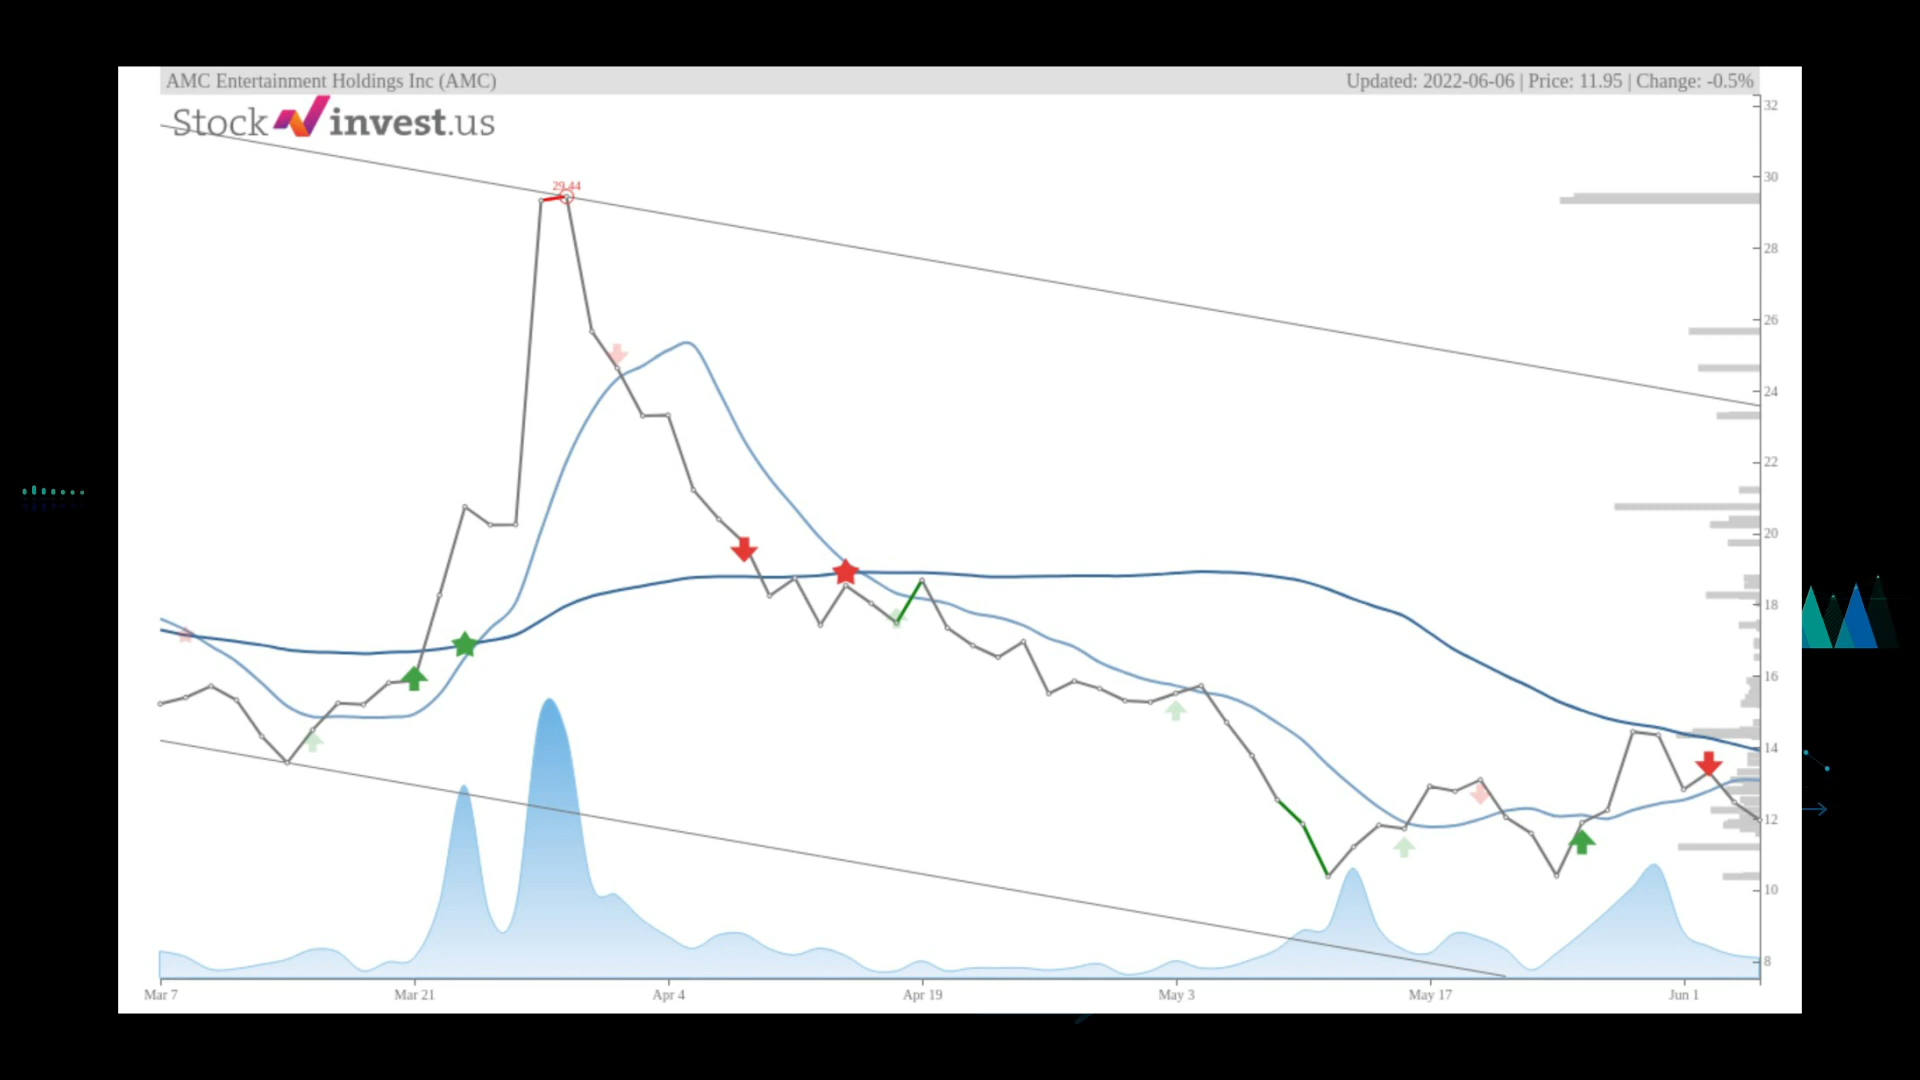 AMC Entertainment Holdings Inc (AMC)
Updated: 2022-06-06 | Price: 11.95 | Change: -0.5%
Stock invest.us
29.44
32
30
28
26
24
22
20
18
16
14
12
10
8
Mar 7
Mar 21
Apr 4
Apr 19
May 3
May 17
Jun 1